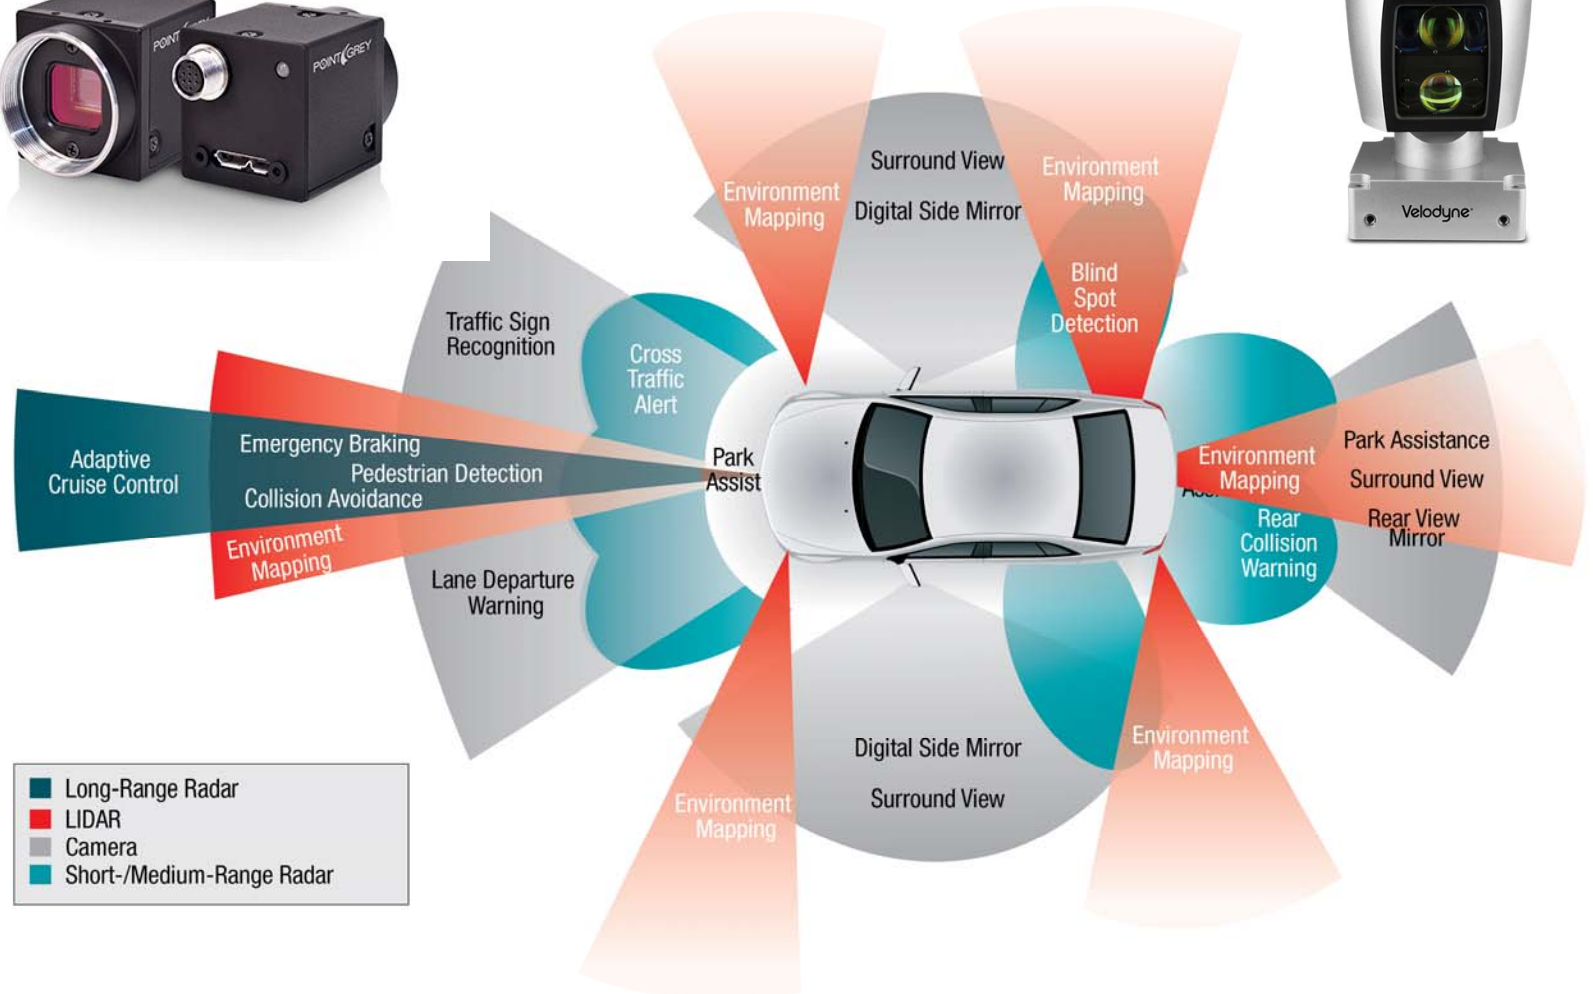 POINT
POINT GREY
Velodyne
Surround View
Digital Side Mirror
Environment
Mapping
Environment
Mapping
Blind
Spot
Detection
Traffic Sign
Recognition
Cross
Traffic
Alert
Adaptive
Cruise Control
Emergency Braking
Pedestrian Detection
Collision Avoidance
Environment
Mapping
Park
Assist
Lane Departure
Warning
Environment
Mapping
Rear
Collision
Warning
Park Assistance
Surround View
Rear View
Mirror
Environment
Mapping
Digital Side Mirror
Surround View
Environment
Mapping
Long-Range Radar
LIDAR
Camera
Short-/Medium-Range Radar